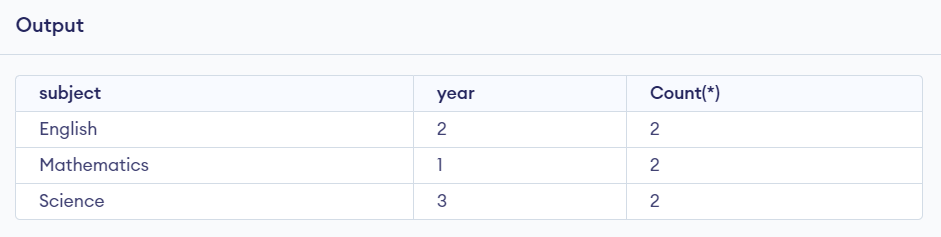 Output
subject year Count(*)
English 2 2
Mathematics 1 2
Science 3 2